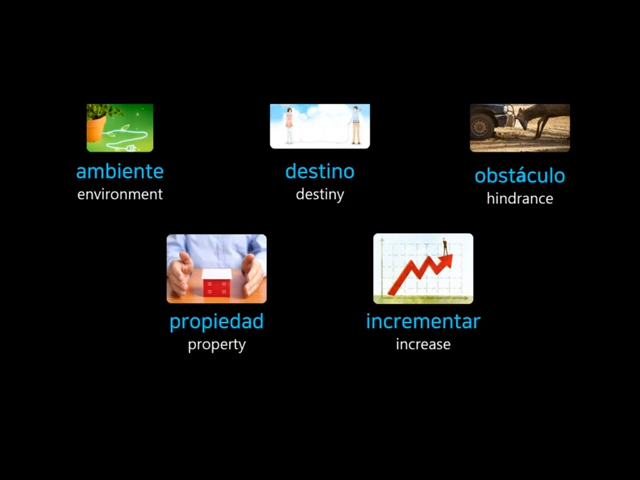 ambiente
environment
destino
destiny
obstáculo
hindrance
propiedad
property
incrementar
increase